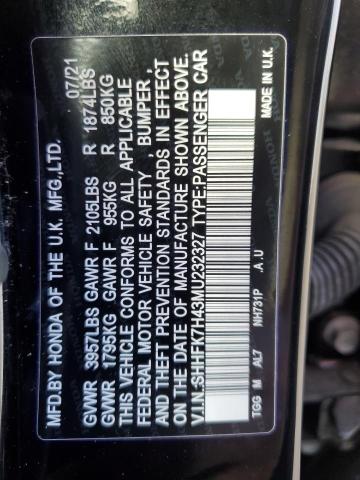 MFD.BY HONDA OF THE U.K. MFG.,LTD. 07/21
GVWR 3957LBS GAWR F 2105LBS R 1874LBS
GVWR 1795KG GAWR F 955KG R 850KG
THIS VEHICLE CONFORMS TO ALL APPLICABLE
FEDERAL MOTOR VEHICLE SAFETY , BUMPER ,
AND THEFT PREVENTION STANDARDS IN EFFECT
ON THE DATE OF MANUFACTURE SHOWN ABOVE.
V.I.N.:SHHFK7H43MU232327 TYPE:PASSENGER CAR
TGG M AL7 NH731P .A .U MADE IN U.K.